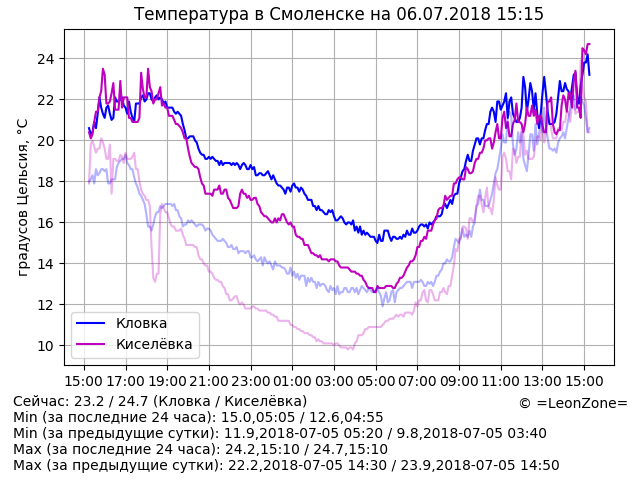 Температура в Смоленске на 06.07.2018 15:15
градусов Цельсия, °C
24
22
20
18
16
14
12
10
Кловка
Киселёвка
15:00 17:00 19:00 21:00 23:00 01:00 03:00 05:00 07:00 09:00 11:00 13:00 15:00
Сейчас: 23.2 / 24.7 (Кловка / Киселёвка)
© =LeonZone=
Min (за последние 24 часа): 15.0,05:05 / 12.6,04:55
Min (за предыдущие сутки): 11.9,2018-07-05 05:20 / 9.8,2018-07-05 03:40
Max (за последние 24 часа): 24.2,15:10 / 24.7,15:10
Max (за предыдущие сутки): 22.2,2018-07-05 14:30 / 23.9,2018-07-05 14:50